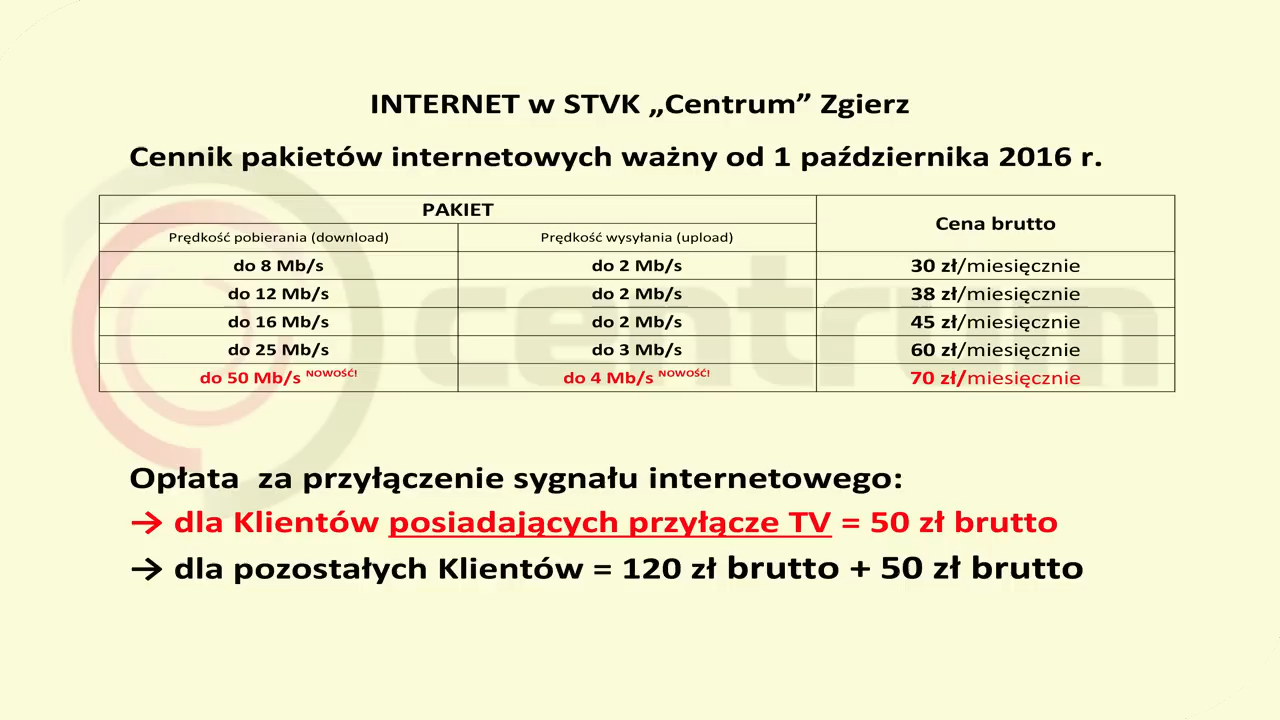 INTERNET w STVK „Centrum” Zgierz
Cennik pakietów internetowych ważny od 1 października 2016 r.
PAKIET
Cena brutto
Prędkość pobierania (download) Prędkość wysyłania (upload)
do 8 Mb/s do 2 Mb/s 30 zł/miesięcznie
do 12 Mb/s do 2 Mb/s 38 zł/miesięcznie
do 16 Mb/s do 2 Mb/s 45 zł/miesięcznie
do 25 Mb/s do 3 Mb/s 60 zł/miesięcznie
do 50 Mb/s NOWOŚĆ! do 4 Mb/s NOWOŚĆ! 70 zł/miesięcznie
centrum
Opłata za przyłączenie sygnału internetowego:
→ dla Klientów posiadających przyłącze TV = 50 zł brutto
→ dla pozostałych Klientów = 120 zł brutto + 50 zł brutto